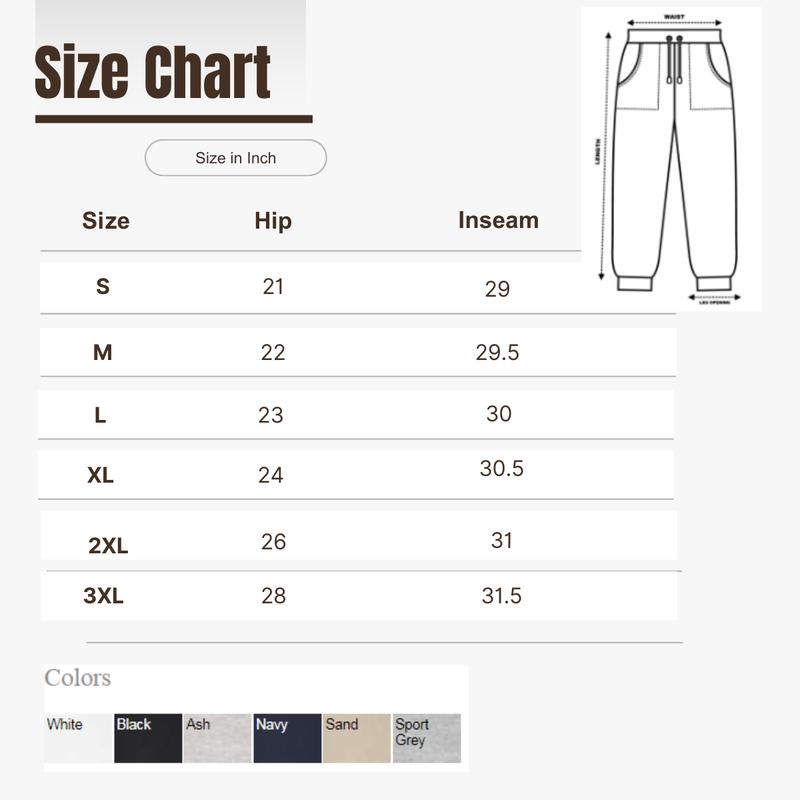 Size Chart
WAIST
Size in Inch
LENGTH
Size Hip Inseam
S 21 29
LEG OPENING
M 22 29.5
L 23 30
XL 24 30.5
2XL 26 31
3XL 28 31.5
Colors
White Black Ash Navy Sand Sport
Grey